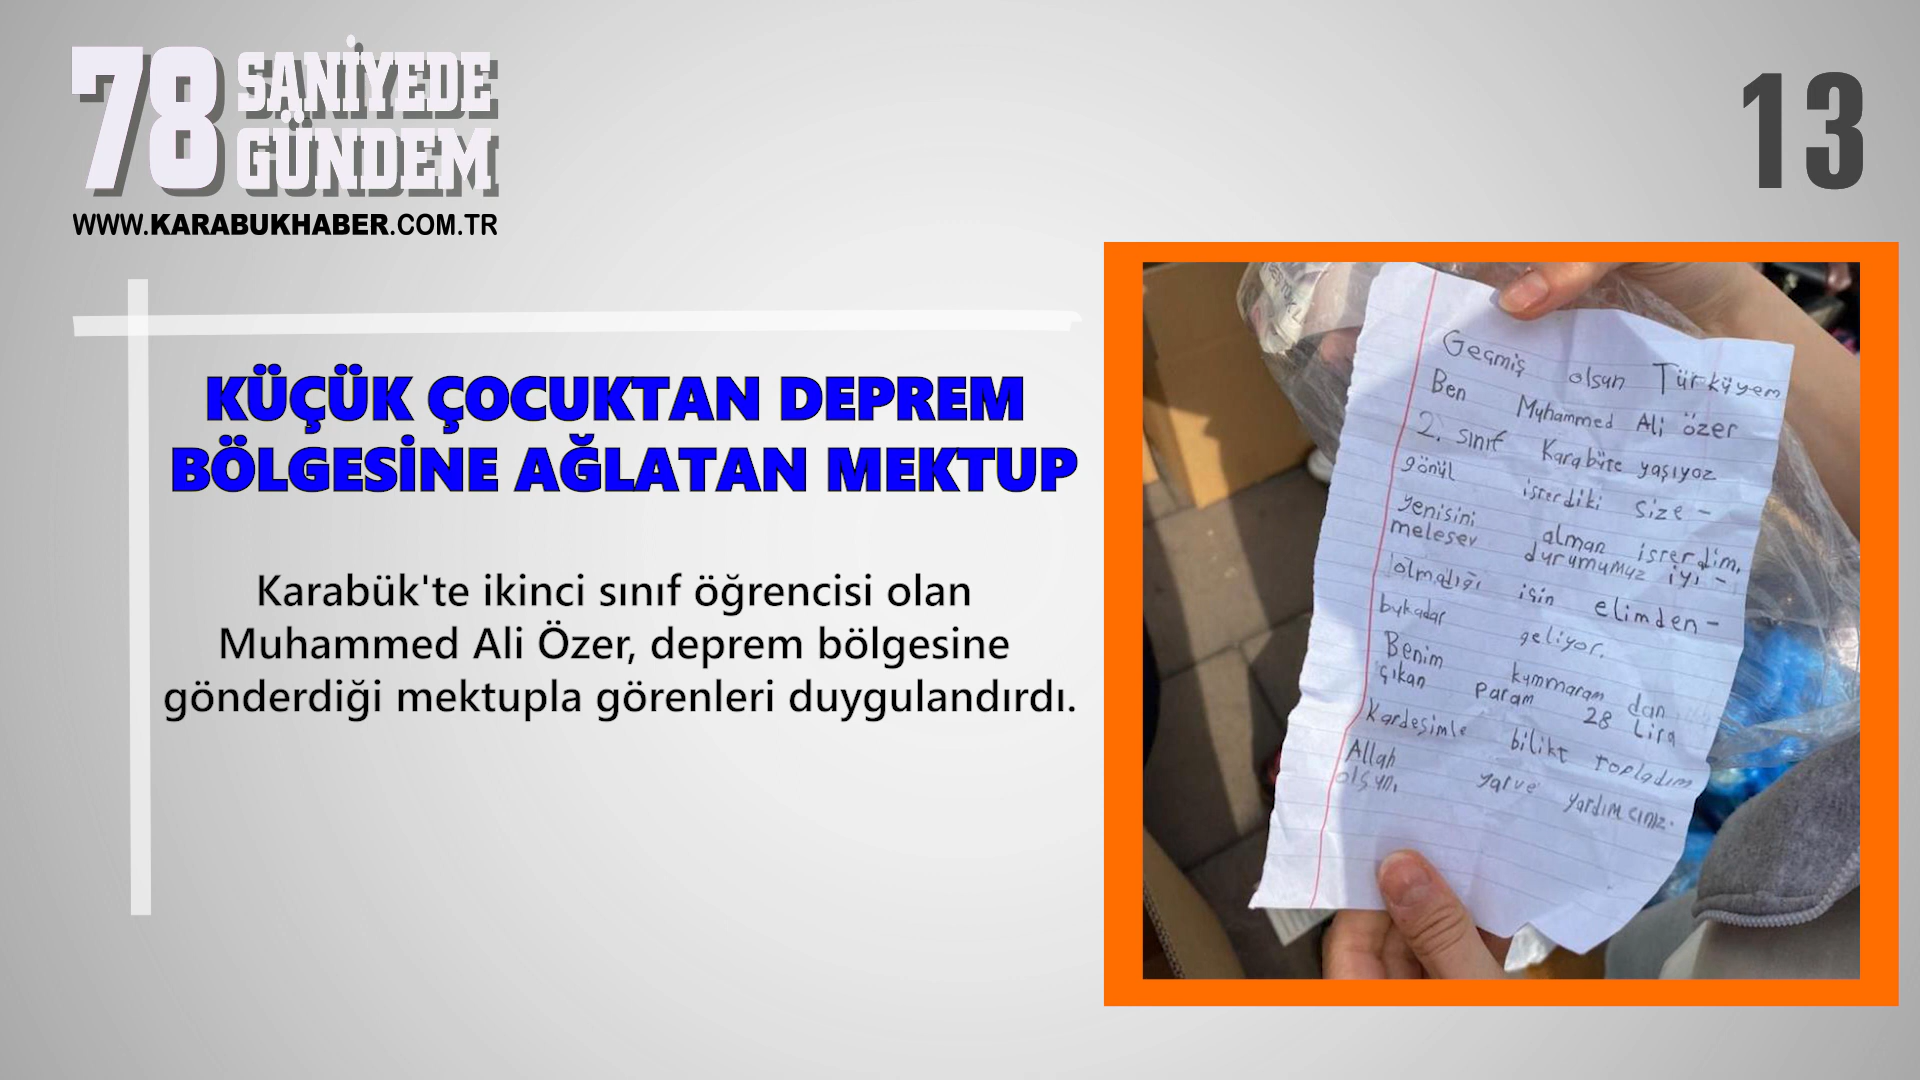 78 SANİYEDE
GÜNDEM
WWW.KARABUKHABER.COM.TR
13
KÜÇÜK ÇOCUKTAN DEPREM
BÖLGESİNE AĞLATAN MEKTUP
Karabük'te ikinci sınıf öğrencisi olan
Muhammed Ali Özer, deprem bölgesine
gönderdiği mektupla görenleri duygulandırdı.
Geçmiş olsun Türküyem
Ben Muhammed Ali özer
2. sınıf Karabüte yaşıyoz
gönül isterdiki size -
yenisini alman isterdim,
melesev durumumuz iyi -
olmadığı için elimden -
bukadar geliyor.
Benim kummaram dan
çıkan param 28 Lira
Kardeşimle bilikt topladım
Allah yarve yardımcınız.
olsun.